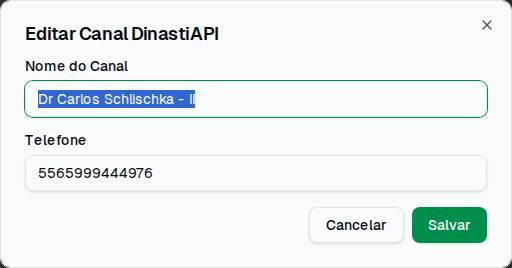 Editar Canal DinastiAPI
Nome do Canal
Dr Carlos Schlischka - II
Telefone
5565999444976
Cancelar
Salvar